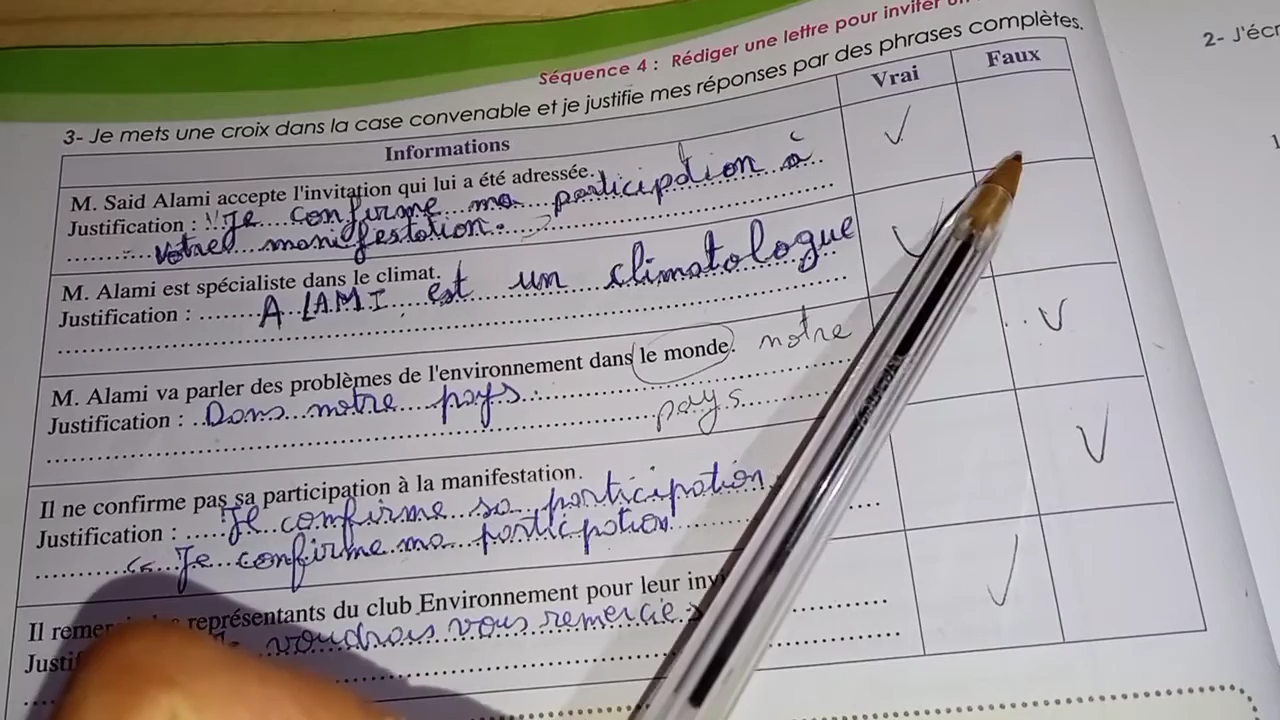 Séquence 4 : Rédiger une lettre pour inviter
2- J'écr
3- Je mets une croix dans la case convenable et je justifie mes réponses par des phrases complètes.
Informations Vrai Faux
M. Said Alami accepte l'invitation qui lui a été adressée.
Justification : "Je confirme ma participation à
votre manifestation.
M. Alami est spécialiste dans le climat.
Justification : ALAMI est un climatologue
M. Alami va parler des problèmes de l'environnement dans le monde. notre
Justification : Dans notre pays
pays
Il ne confirme pas sa participation à la manifestation.
Justification : Je confirme sa participation
Je confirme ma participation
Il représentants du club Environnement pour leur
Justi voudrais vous remercie